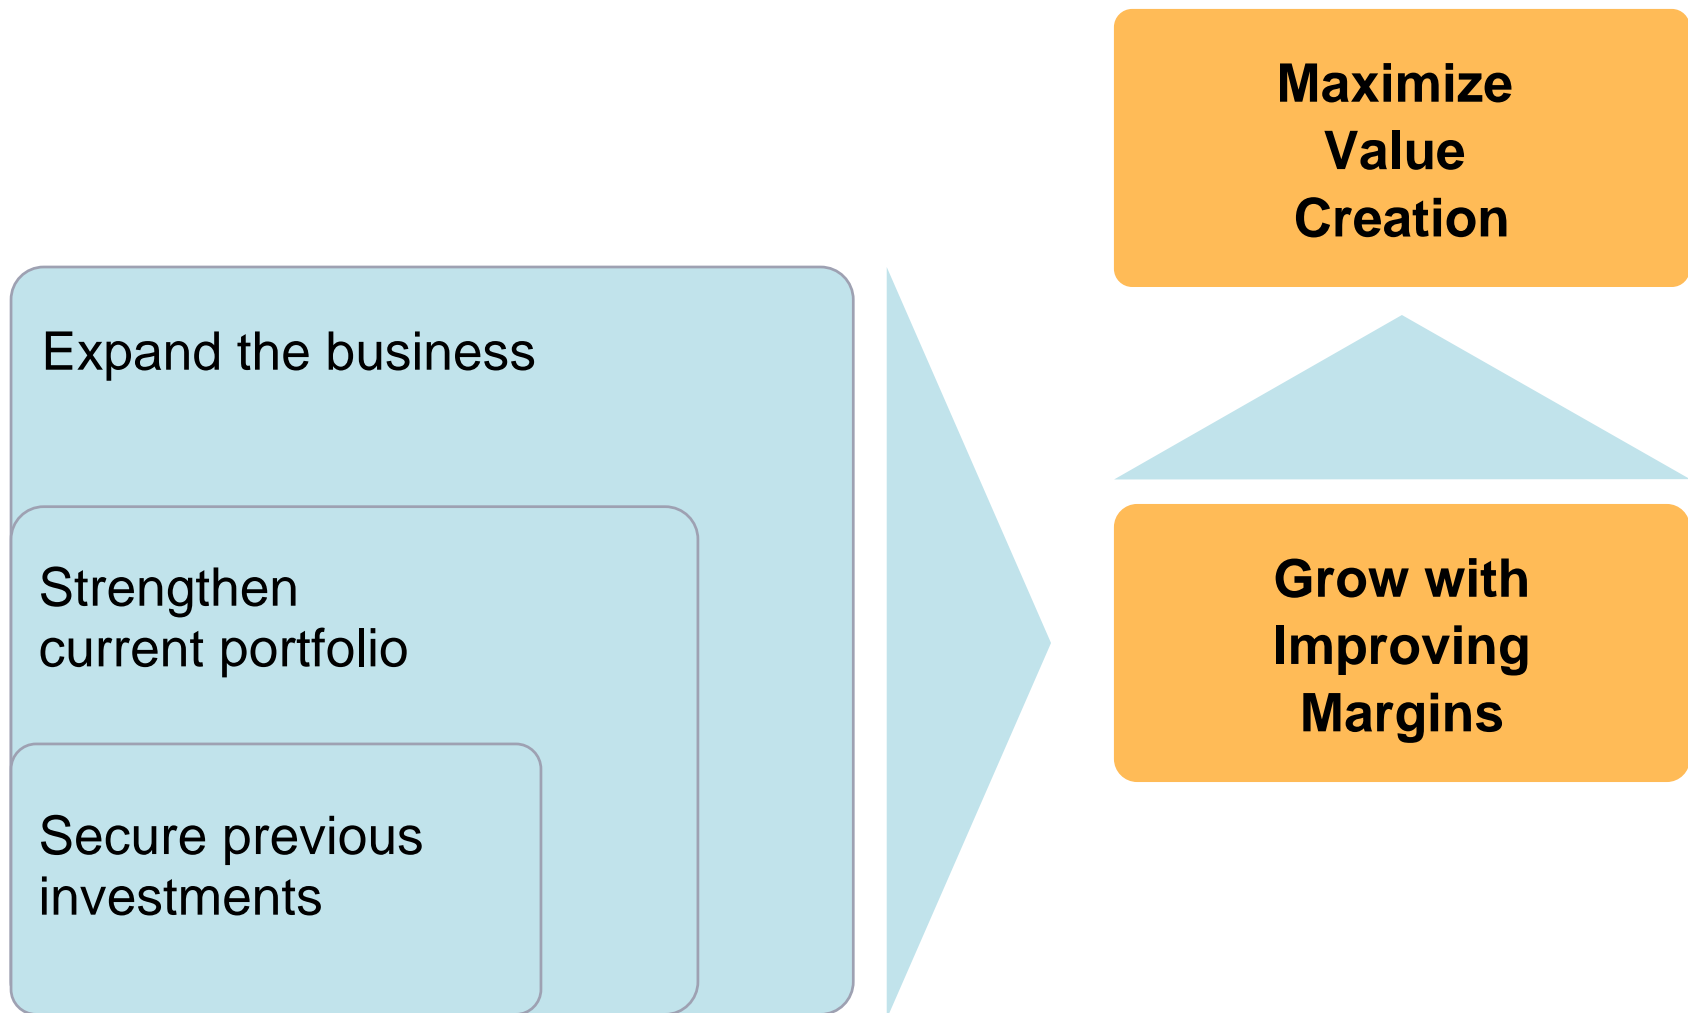 Maximize
Value
Creation
Expand the business
Strengthen
current portfolio
Grow with
Improving
Margins
Secure previous
investments